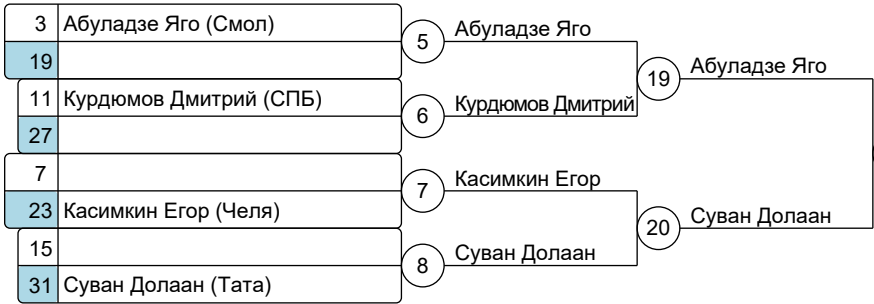 3 Абуладзе Яго (Смол)
19
5 Абуладзе Яго
11 Курдюмов Дмитрий (СПБ)
27
6 Курдюмов Дмитрий
19 Абуладзе Яго
7
23 Касимкин Егор (Челя)
7 Касимкин Егор
15
31 Суван Долаан (Тата)
8 Суван Долаан
20 Суван Долаан